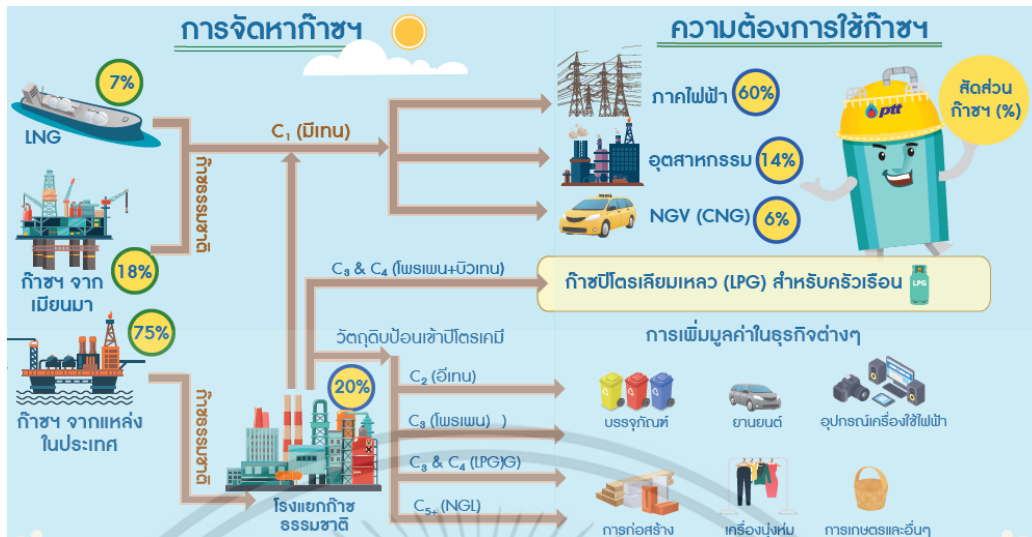 การจัดหาก๊าซฯ
ความต้องการใช้ก๊าซฯ
7%
LNG
C₁ (มีเทน)
ก๊าซธรรมชาติ
18%
ก๊าซฯ จาก
เมียนมา
75%
ก๊าซฯ จากแหล่ง
ในประเทศ
ก๊าซธรรมชาติ
20%
โรงแยกก๊าซ
ธรรมชาติ
ภาคไฟฟ้า 60%
อุตสาหกรรม 14%
NGV (CNG) 6%
ptt
สัดส่วน
ก๊าซฯ (%)
C₃ & C₄ (โพรเพน+บิวเทน)
ก๊าซปิโตรเลียมเหลว (LPG) สำหรับครัวเรือน
LPG
วัตถุดิบป้อนเข้าปิโตรเคมี
การเพิ่มมูลค่าในธุรกิจต่างๆ
C₂ (อีเทน)
C₃ (โพรเพน) )
C₃ & C₄ (LPG)G)
C₅₊ (NGL)
บรรจุภัณฑ์
ยานยนต์
อุปกรณ์เครื่องใช้ไฟฟ้า
การก่อสร้าง
เครื่องนุ่งห่ม
การเกษตรและอื่นๆ